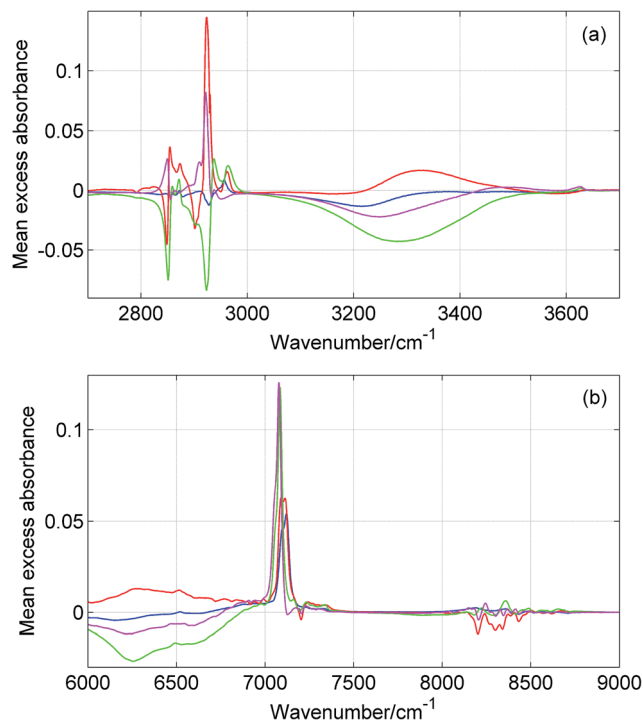 (a)
Mean excess absorbance
0.1
0.05
0
-0.05
2800 3000 3200 3400 3600
Wavenumber/cm⁻¹
(b)
Mean excess absorbance
0.1
0.05
0
6000 6500 7000 7500 8000 8500 9000
Wavenumber/cm⁻¹